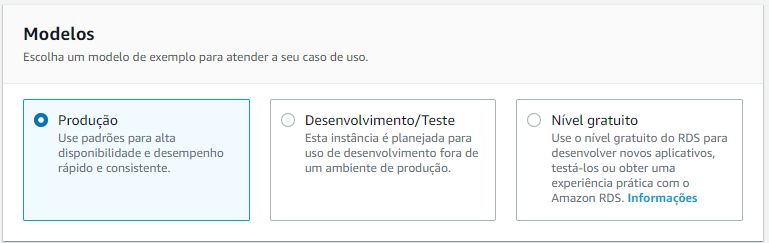 Modelos
Escolha um modelo de exemplo para atender a seu caso de uso.
Produção
Use padrões para alta
disponibilidade e desempenho
rápido e consistente.
Desenvolvimento/Teste
Esta instância é planejada para
uso de desenvolvimento fora de
um ambiente de produção.
Nível gratuito
Use o nível gratuito do RDS para
desenvolver novos aplicativos,
testá-los ou obter uma
experiência prática com o
Amazon RDS. Informações